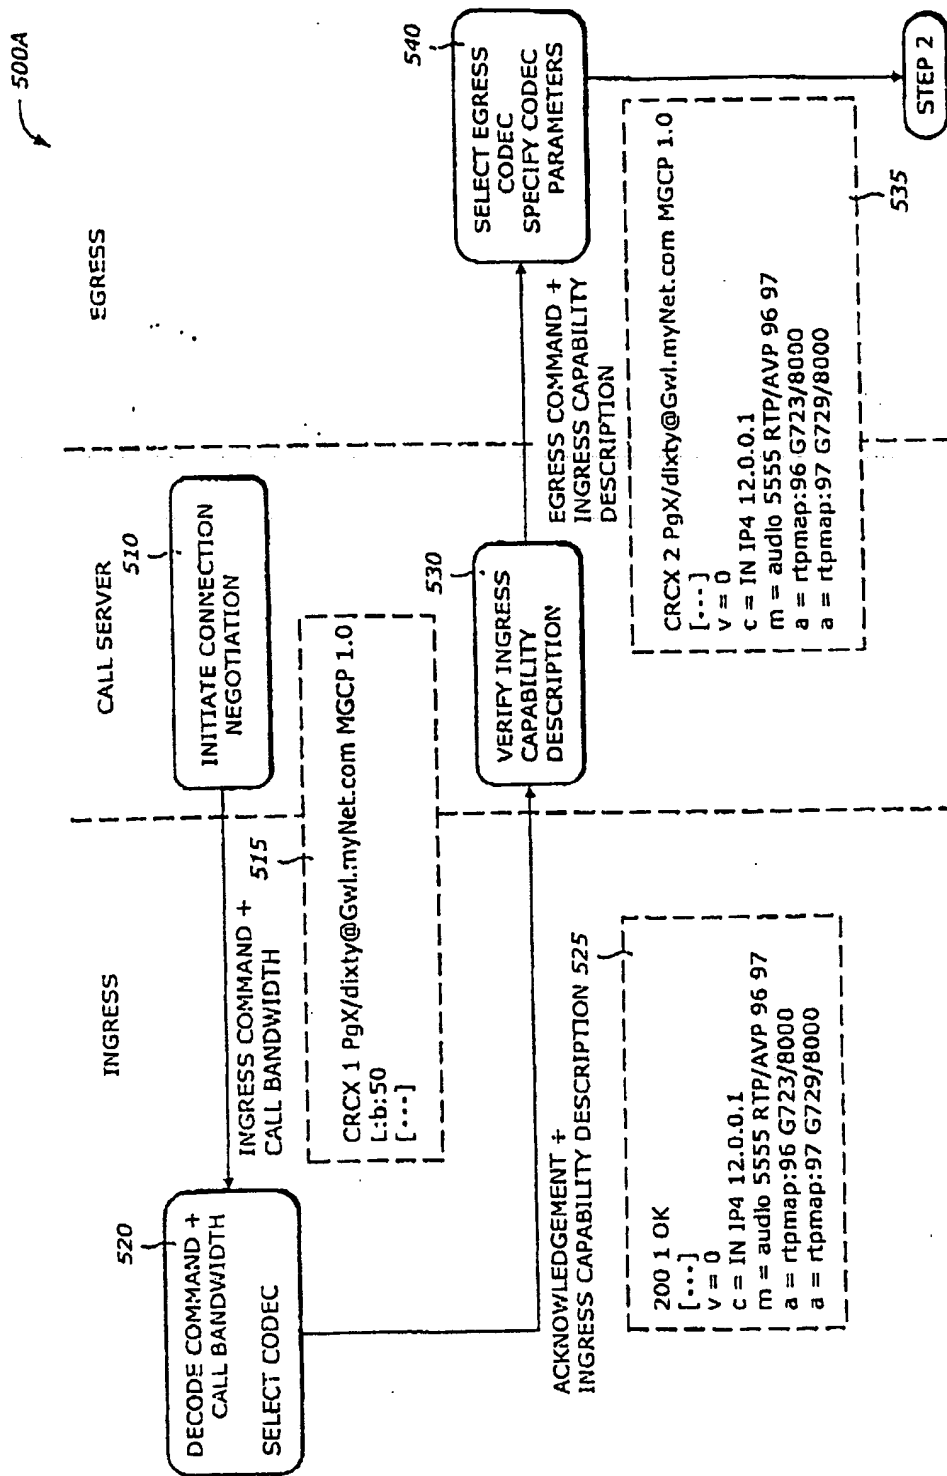 500A
INGRESS
CALL SERVER
EGRESS
510
INITIATE CONNECTION
NEGOTIATION
INGRESS COMMAND +
CALL BANDWIDTH
515
CRCX 1 PgX/dixty@Gwl.myNet.com MGCP 1.0
[:b:50
[...]
520
DECODE COMMAND +
CALL BANDWIDTH
SELECT CODEC
ACKNOWLEDGEMENT +
INGRESS CAPABILITY DESCRIPTION 525
200 1 OK
[...]
v = 0
c = IN IP4 12.0.0.1
m = audio 5555 RTP/AVP 96 97
a = rtpmap:96 G723/8000
a = rtpmap:97 G729/8000
530
VERIFY INGRESS
CAPABILITY
DESCRIPTION
EGRESS COMMAND +
INGRESS CAPABILITY
DESCRIPTION
CRCX 2 PgX/dixty@Gwl.myNet.com MGCP 1.0
[...]
v = 0
c = IN IP4 12.0.0.1
m = audio 5555 RTP/AVP 96 97
a = rtpmap:96 G723/8000
a = rtpmap:97 G729/8000
535
540
SELECT EGRESS
CODEC
SPECIFY CODEC
PARAMETERS
STEP 2